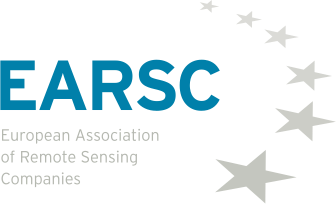 EARSC
European Association
of Remote Sensing
Companies